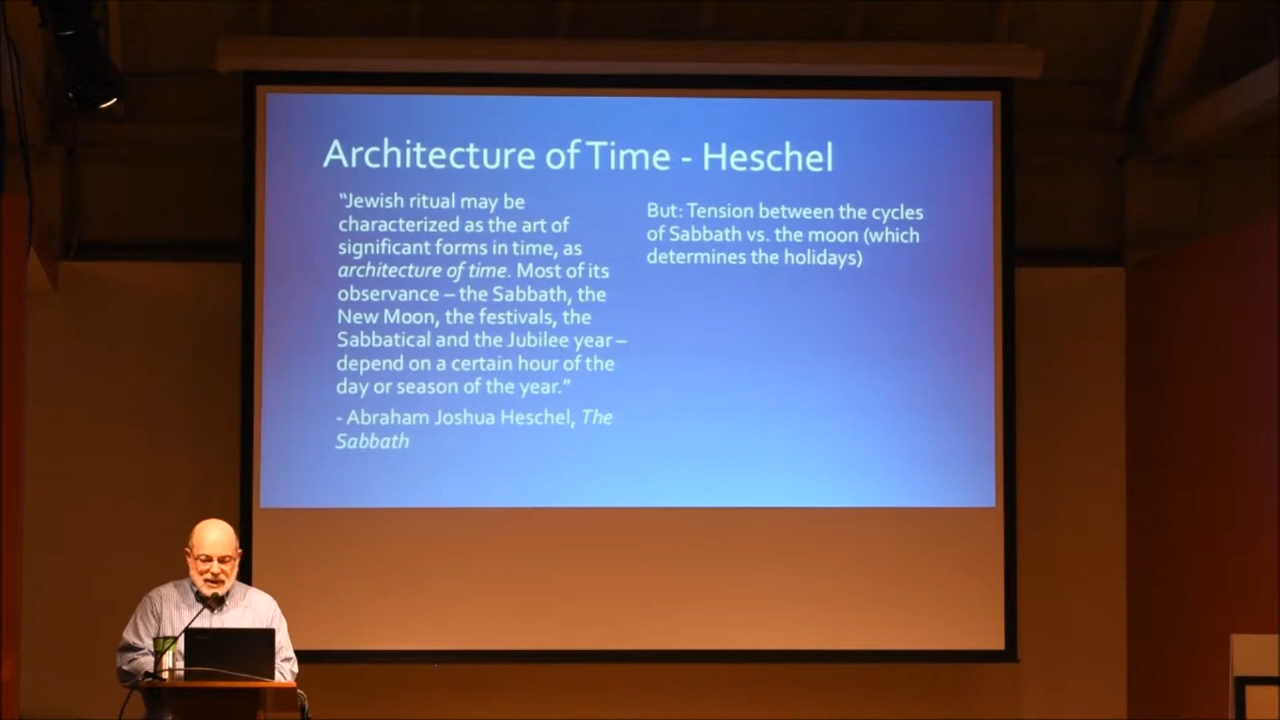 Architecture of Time - Heschel
“Jewish ritual may be
characterized as the art of
significant forms in time, as
architecture of time. Most of its
observance – the Sabbath, the
New Moon, the festivals, the
Sabbatical and the Jubilee year –
depend on a certain hour of the
day or season of the year.”
- Abraham Joshua Heschel, The
Sabbath
But: Tension between the cycles
of Sabbath vs. the moon (which
determines the holidays)